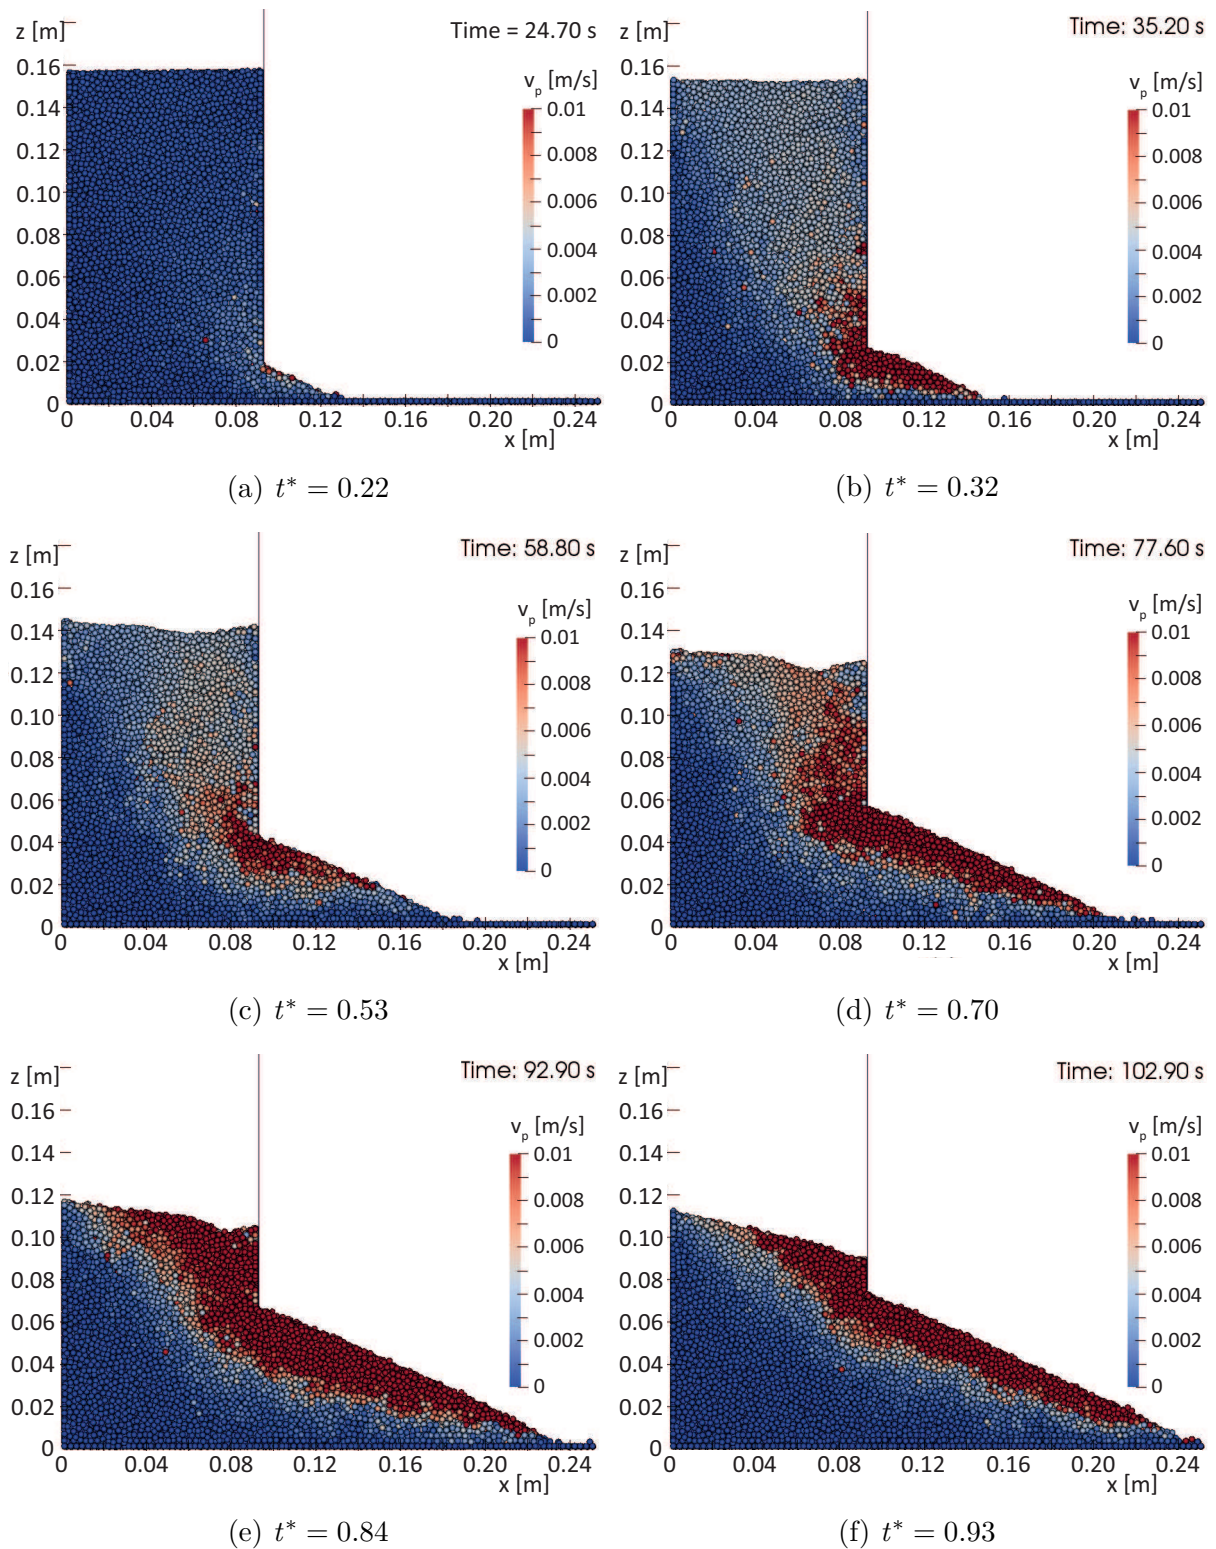 z [m]
Time = 24.70 s
v_p [m/s]
0.16
0.14
0.12
0.10
0.08
0.06
0.04
0.02
0
0.01
0.008
0.006
0.004
0.002
0
0 0.04 0.08 0.12 0.16 0.20 0.24
x [m]
(a) t* = 0.22
z [m]
Time: 35.20 s
v_p [m/s]
0.16
0.14
0.12
0.10
0.08
0.06
0.04
0.02
0
0.01
0.008
0.006
0.004
0.002
0
0 0.04 0.08 0.12 0.16 0.20 0.24
x [m]
(b) t* = 0.32
z [m]
Time: 58.80 s
v_p [m/s]
0.16
0.14
0.12
0.10
0.08
0.06
0.04
0.02
0
0.01
0.008
0.006
0.004
0.002
0
0 0.04 0.08 0.12 0.16 0.20 0.24
x [m]
(c) t* = 0.53
z [m]
Time: 77.60 s
v_p [m/s]
0.16
0.14
0.12
0.10
0.08
0.06
0.04
0.02
0
0.01
0.008
0.006
0.004
0.002
0
0 0.04 0.08 0.12 0.16 0.20 0.24
x [m]
(d) t* = 0.70
z [m]
Time: 92.90 s
v_p [m/s]
0.16
0.14
0.12
0.10
0.08
0.06
0.04
0.02
0
0.01
0.008
0.006
0.004
0.002
0
0 0.04 0.08 0.12 0.16 0.20 0.24
x [m]
(e) t* = 0.84
z [m]
Time: 102.90 s
v_p [m/s]
0.16
0.14
0.12
0.10
0.08
0.06
0.04
0.02
0
0.01
0.008
0.006
0.004
0.002
0
0 0.04 0.08 0.12 0.16 0.20 0.24
x [m]
(f) t* = 0.93